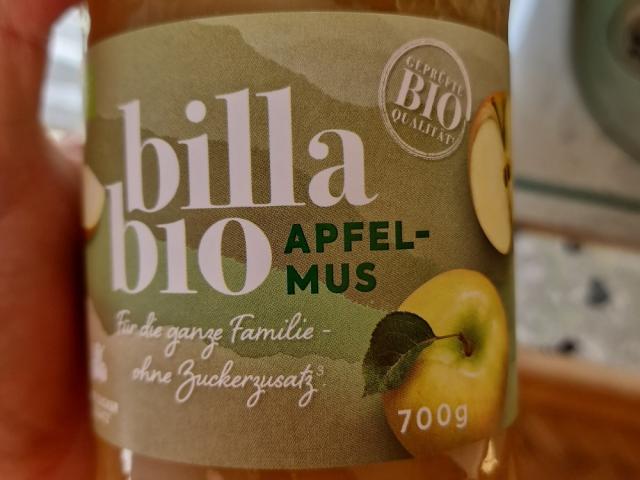 GEPRÜFTE
BIO
QUALITÄT
billa
bio
APFEL-
MUS
Für die ganze Familie -
ohne Zuckerzusatz³.
700g